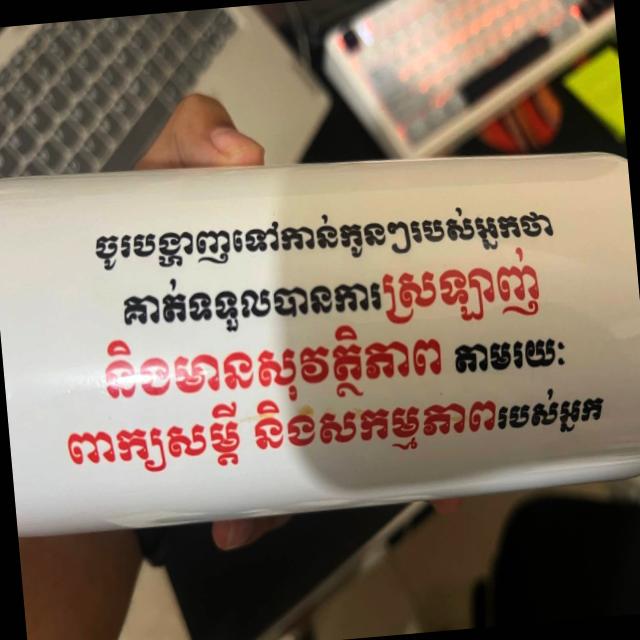 ចូរបង្ហាញទៅកាន់កូនៗរបស់អ្នកថា
គាត់ទទួលបានការស្រឡាញ់
និងមានសុវត្ថិភាព តាមរយៈ
ពាក្យសម្ដី និងសកម្មភាពរបស់អ្នក